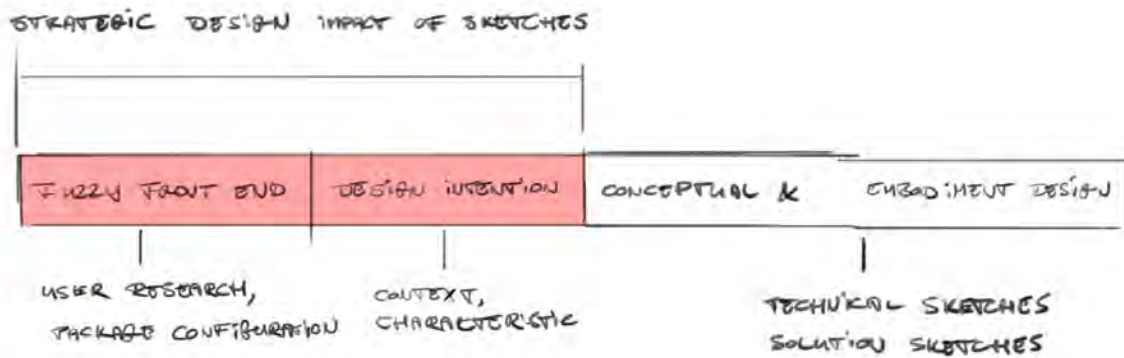 STRATEGIC DESIGN IMPACT OF SKETCHES
FUZZY FRONT END
DESIGN INTENTION
CONCEPTUAL &
EMBODIMENT DESIGN
USER RESEARCH,
PACKAGE CONFIGURATION
CONTEXT,
CHARACTERISTIC
TECHNICAL SKETCHES
SOLUTION SKETCHES